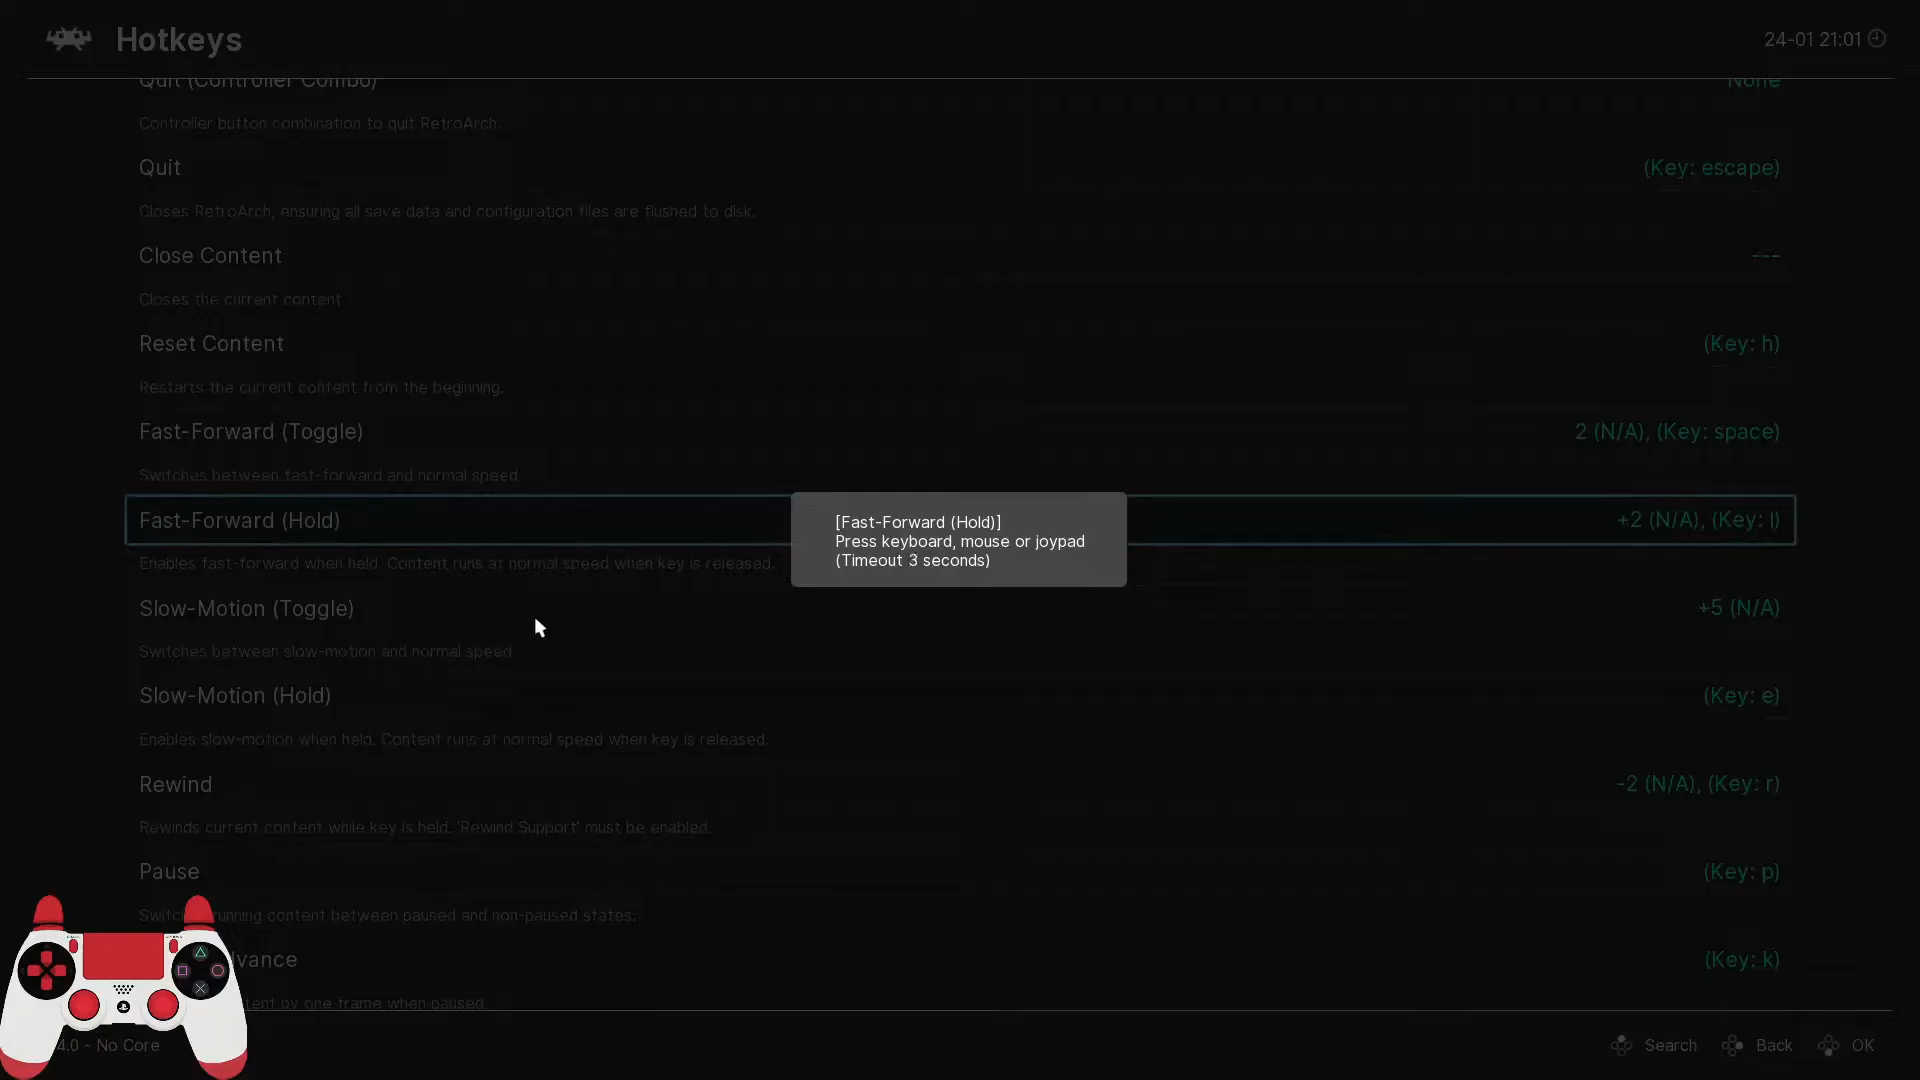 Hotkeys
24-01 21:01
Quit (Controller Combo)
None
Controller button combination to quit RetroArch.
Quit
(Key: escape)
Closes RetroArch, ensuring all save data and configuration files are flushed to disk.
Close Content
---
Closes the current content.
Reset Content
(Key: h)
Restarts the current content from the beginning.
Fast-Forward (Toggle)
2 (N/A), (Key: space)
Switches between fast-forward and normal speed.
Fast-Forward (Hold)
+2 (N/A), (Key: l)
[Fast-Forward (Hold)]
Press keyboard, mouse or joypad
(Timeout 3 seconds)
Enables fast-forward when held. Content runs at normal speed when key is released.
Slow-Motion (Toggle)
+5 (N/A)
Switches between slow-motion and normal speed.
Slow-Motion (Hold)
(Key: e)
Enables slow-motion when held. Content runs at normal speed when key is released.
Rewind
-2 (N/A), (Key: r)
Rewinds current content while key is held. 'Rewind Support' must be enabled.
Pause
(Key: p)
running content between paused and non-paused states.
(Key: k)
by one frame when paused.
4.0 - No Core
Search
Back
OK